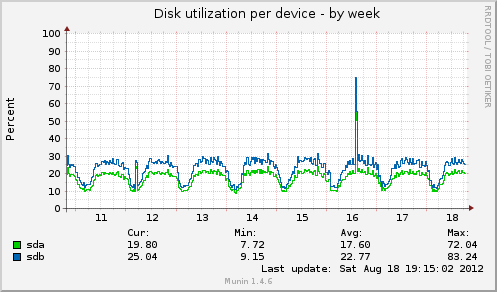 Disk utilization per device - by week
RRDTOOL / TOBI OETIKER
Percent
100
90
80
70
60
50
40
30
20
10
0
11 12 13 14 15 16 17 18
Cur: Min: Avg: Max:
sda 19.80 7.72 17.60 72.04
sdb 25.04 9.15 22.77 83.24
Last update: Sat Aug 18 19:15:02 2012
Munin 1.4.6